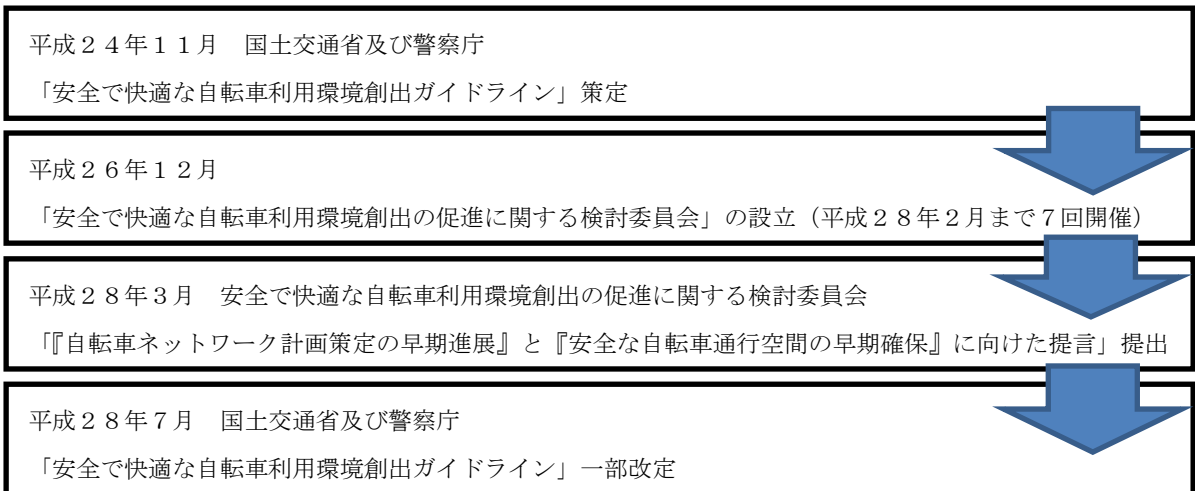 平成２４年１１月　国土交通省及び警察庁
「安全で快適な自転車利用環境創出ガイドライン」策定
平成２６年１２月
「安全で快適な自転車利用環境創出の促進に関する検討委員会」の設立（平成２８年２月まで７回開催）
平成２８年３月　安全で快適な自転車利用環境創出の促進に関する検討委員会
「『自転車ネットワーク計画策定の早期進展』と『安全な自転車通行空間の早期確保』に向けた提言」提出
平成２８年７月　国土交通省及び警察庁
「安全で快適な自転車利用環境創出ガイドライン」一部改定